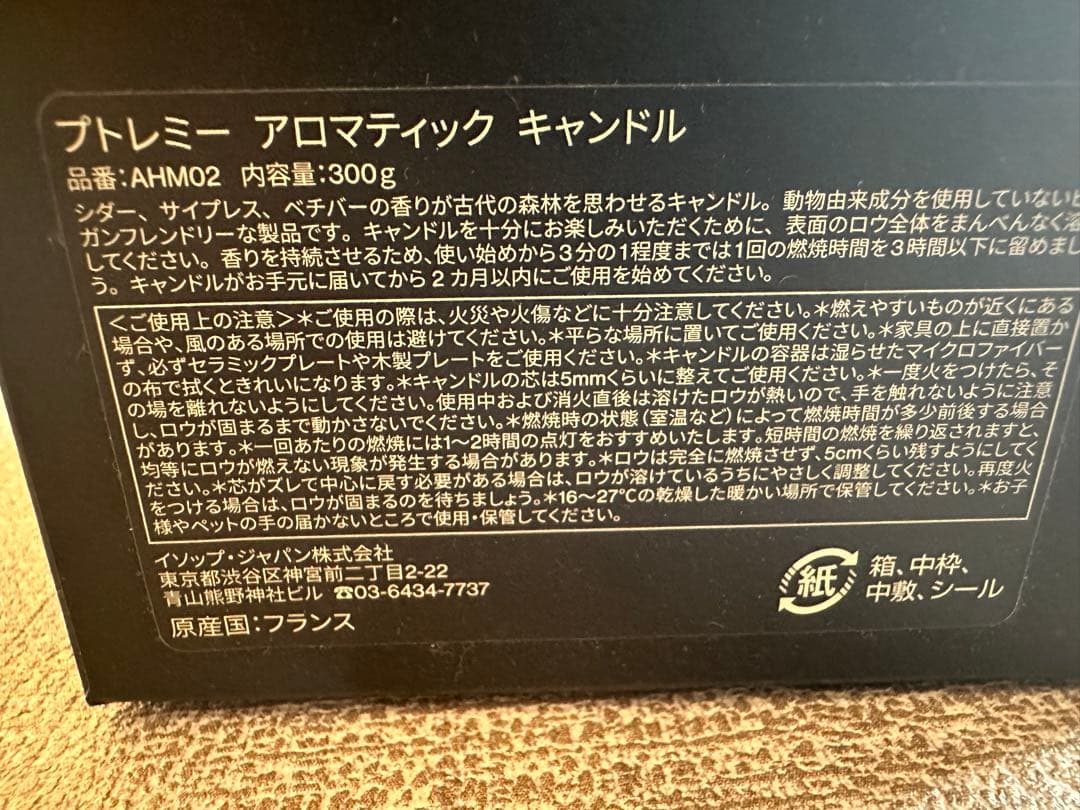 プトレミー アロマティック キャンドル
品番:AHM02 内容量:300g
シダー、サイプレス、ベチバーの香りが古代の森林を思わせるキャンドル。動物由来成分を使用していない
ガンフレンドリーな製品です。キャンドルを十分にお楽しみいただくために、表面のロウ全体をまんべんなく溶
してください。香りを持続させるため、使い始めから3分の1程度までは1回の燃焼時間を3時間以下に留めまし
う。キャンドルがお手元に届いてから2カ月以内にご使用を始めてください。
<ご使用上の注意>*ご使用の際は、火災や火傷などに十分注意してください。*燃えやすいものが近くにある
場合や、風のある場所での使用は避けてください。*平らな場所に置いてご使用ください。*家具の上に直接置か
ず、必ずセラミックプレートや木製プレートをご使用ください。*キャンドルの容器は湿らせたマイクロファイバー
の布で拭くときれいになります。*キャンドルの芯は5mmくらいに整えてご使用ください。*一度火をつけたら、そ
の場を離れないようにしてください。使用中および消火直後は溶けたロウが熱いので、手を触れないように注意
し、ロウが固まるまで動かさないでください。*燃焼時の状態(室温など)によって燃焼時間が多少前後する場合
があります。*一回あたりの燃焼には1〜2時間の点灯をおすすめいたします。短時間の燃焼を繰り返されますと、
均等にロウが燃えない現象が発生する場合があります。*ロウは完全に燃焼させず、5cmくらい残すようにしてく
ださい。*芯がズレて中心に戻す必要がある場合は、ロウが溶けているうちにやさしく調整してください。再度火
をつける場合は、ロウが固まるのを待ちましょう。*16〜27℃の乾燥した暖かい場所で保管してください。*お子
様やペットの手の届かないところで使用・保管してください。
イソップ・ジャパン株式会社
東京都渋谷区神宮前二丁目2-22
青山熊野神社ビル ☎03-6434-7737
原産国:フランス
紙
箱、中枠、
中敷、シール